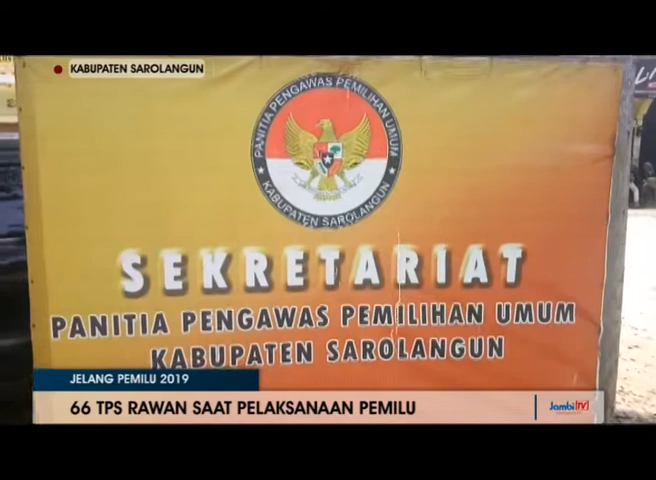 KABUPATEN SAROLANGUN
PANITIA PENGAWAS PEMILIHAN UMUM
KABUPATEN SAROLANGUN
SEKRETARIAT
PANITIA PENGAWAS PEMILIHAN UMUM
KABUPATEN SAROLANGUN
JELANG PEMILU 2019
66 TPS RAWAN SAAT PELAKSANAAN PEMILU
Jambi TV